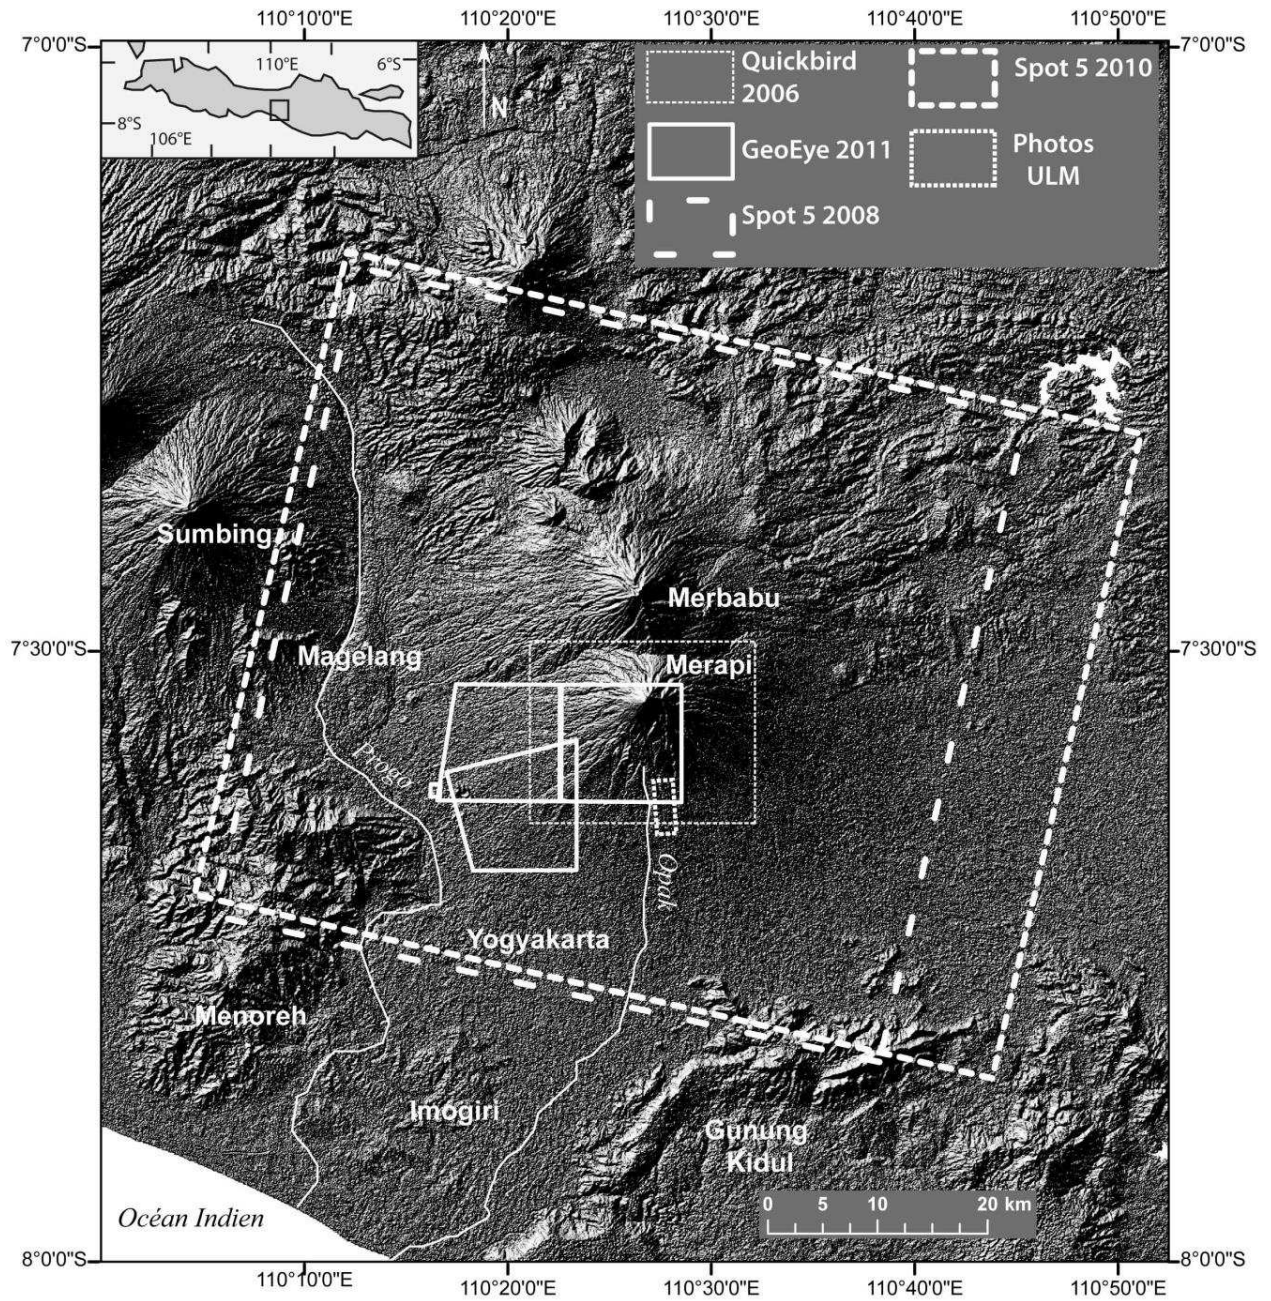 110°10'0"E
110°20'0"E
110°30'0"E
110°40'0"E
110°50'0"E
7°0'0"S
7°0'0"S
110°E
6°S
8°S
106°E
N
Quickbird
2006
Spot 5 2010
GeoEye 2011
Photos
ULM
Spot 5 2008
Sumbing
Merbabu
7°30'0"S
7°30'0"S
Magelang
Merapi
Progo
Opak
Yogyakarta
Menoreh
Imogiri
Gunung
Kidul
0 5 10 20 km
Océan Indien
8°0'0"S
8°0'0"S
110°10'0"E
110°20'0"E
110°30'0"E
110°40'0"E
110°50'0"E